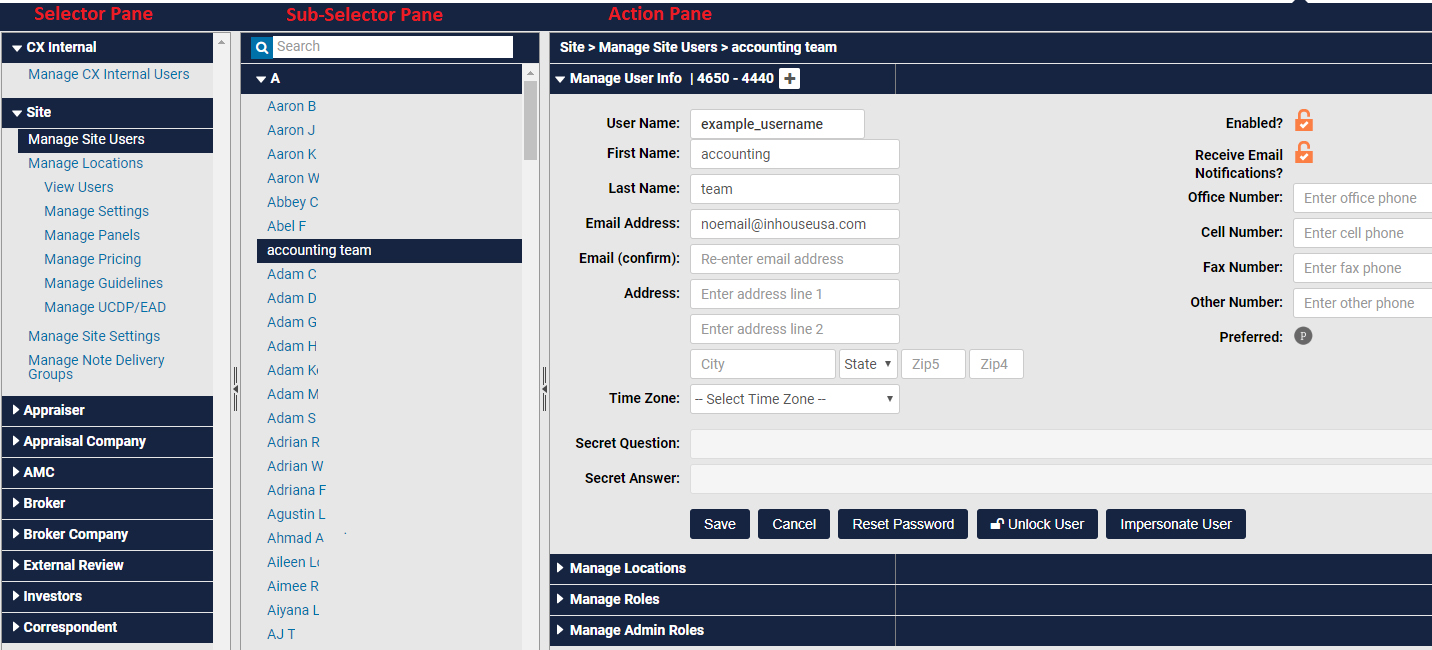 Selector Pane
Sub-Selector Pane
Action Pane
CX Internal
Manage CX Internal Users
Site
Manage Site Users
Manage Locations
View Users
Manage Settings
Manage Panels
Manage Pricing
Manage Guidelines
Manage UCDP/EAD
Manage Site Settings
Manage Note Delivery
Groups
Appraiser
Appraisal Company
AMC
Broker
Broker Company
External Review
Investors
Correspondent
Search
A
Aaron B
Aaron J
Aaron K
Aaron W
Abbey C
Abel F
accounting team
Adam C
Adam D
Adam G
Adam H
Adam K
Adam M
Adam S
Adrian R
Adrian W
Adriana F
Agustin L
Ahmad A
Aileen L
Aimee R
Aiyana L
AJ T
Site > Manage Site Users > accounting team
Manage User Info | 4650 - 4440
User Name: example_username
First Name: accounting
Last Name: team
Email Address: noemail@inhouseusa.com
Email (confirm): Re-enter email address
Address: Enter address line 1
Enter address line 2
City State Zip5 Zip4
Time Zone: -- Select Time Zone --
Enabled?
Receive Email
Notifications?
Office Number: Enter office phone
Cell Number: Enter cell phone
Fax Number: Enter fax phone
Other Number: Enter other phone
Preferred: P
Secret Question:
Secret Answer:
Save Cancel Reset Password Unlock User Impersonate User
Manage Locations
Manage Roles
Manage Admin Roles